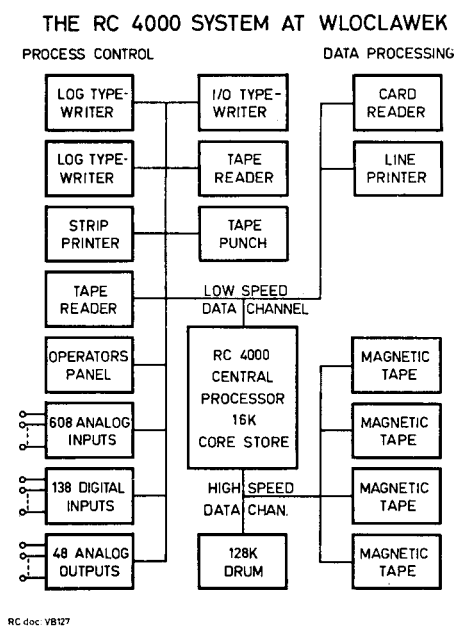 THE RC 4000 SYSTEM AT WLOCLAWEK
PROCESS CONTROL
DATA PROCESSING
LOG TYPE-
WRITER
I/O TYPE-
WRITER
CARD
READER
LOG TYPE-
WRITER
TAPE
READER
LINE
PRINTER
STRIP
PRINTER
TAPE
PUNCH
TAPE
READER
LOW SPEED
DATA CHANNEL
OPERATORS
PANEL
RC 4000
CENTRAL
PROCESSOR
16K
CORE STORE
MAGNETIC
TAPE
608 ANALOG
INPUTS
MAGNETIC
TAPE
138 DIGITAL
INPUTS
HIGH SPEED
DATA CHAN.
MAGNETIC
TAPE
48 ANALOG
OUTPUTS
128K
DRUM
MAGNETIC
TAPE
RC doc: VB127